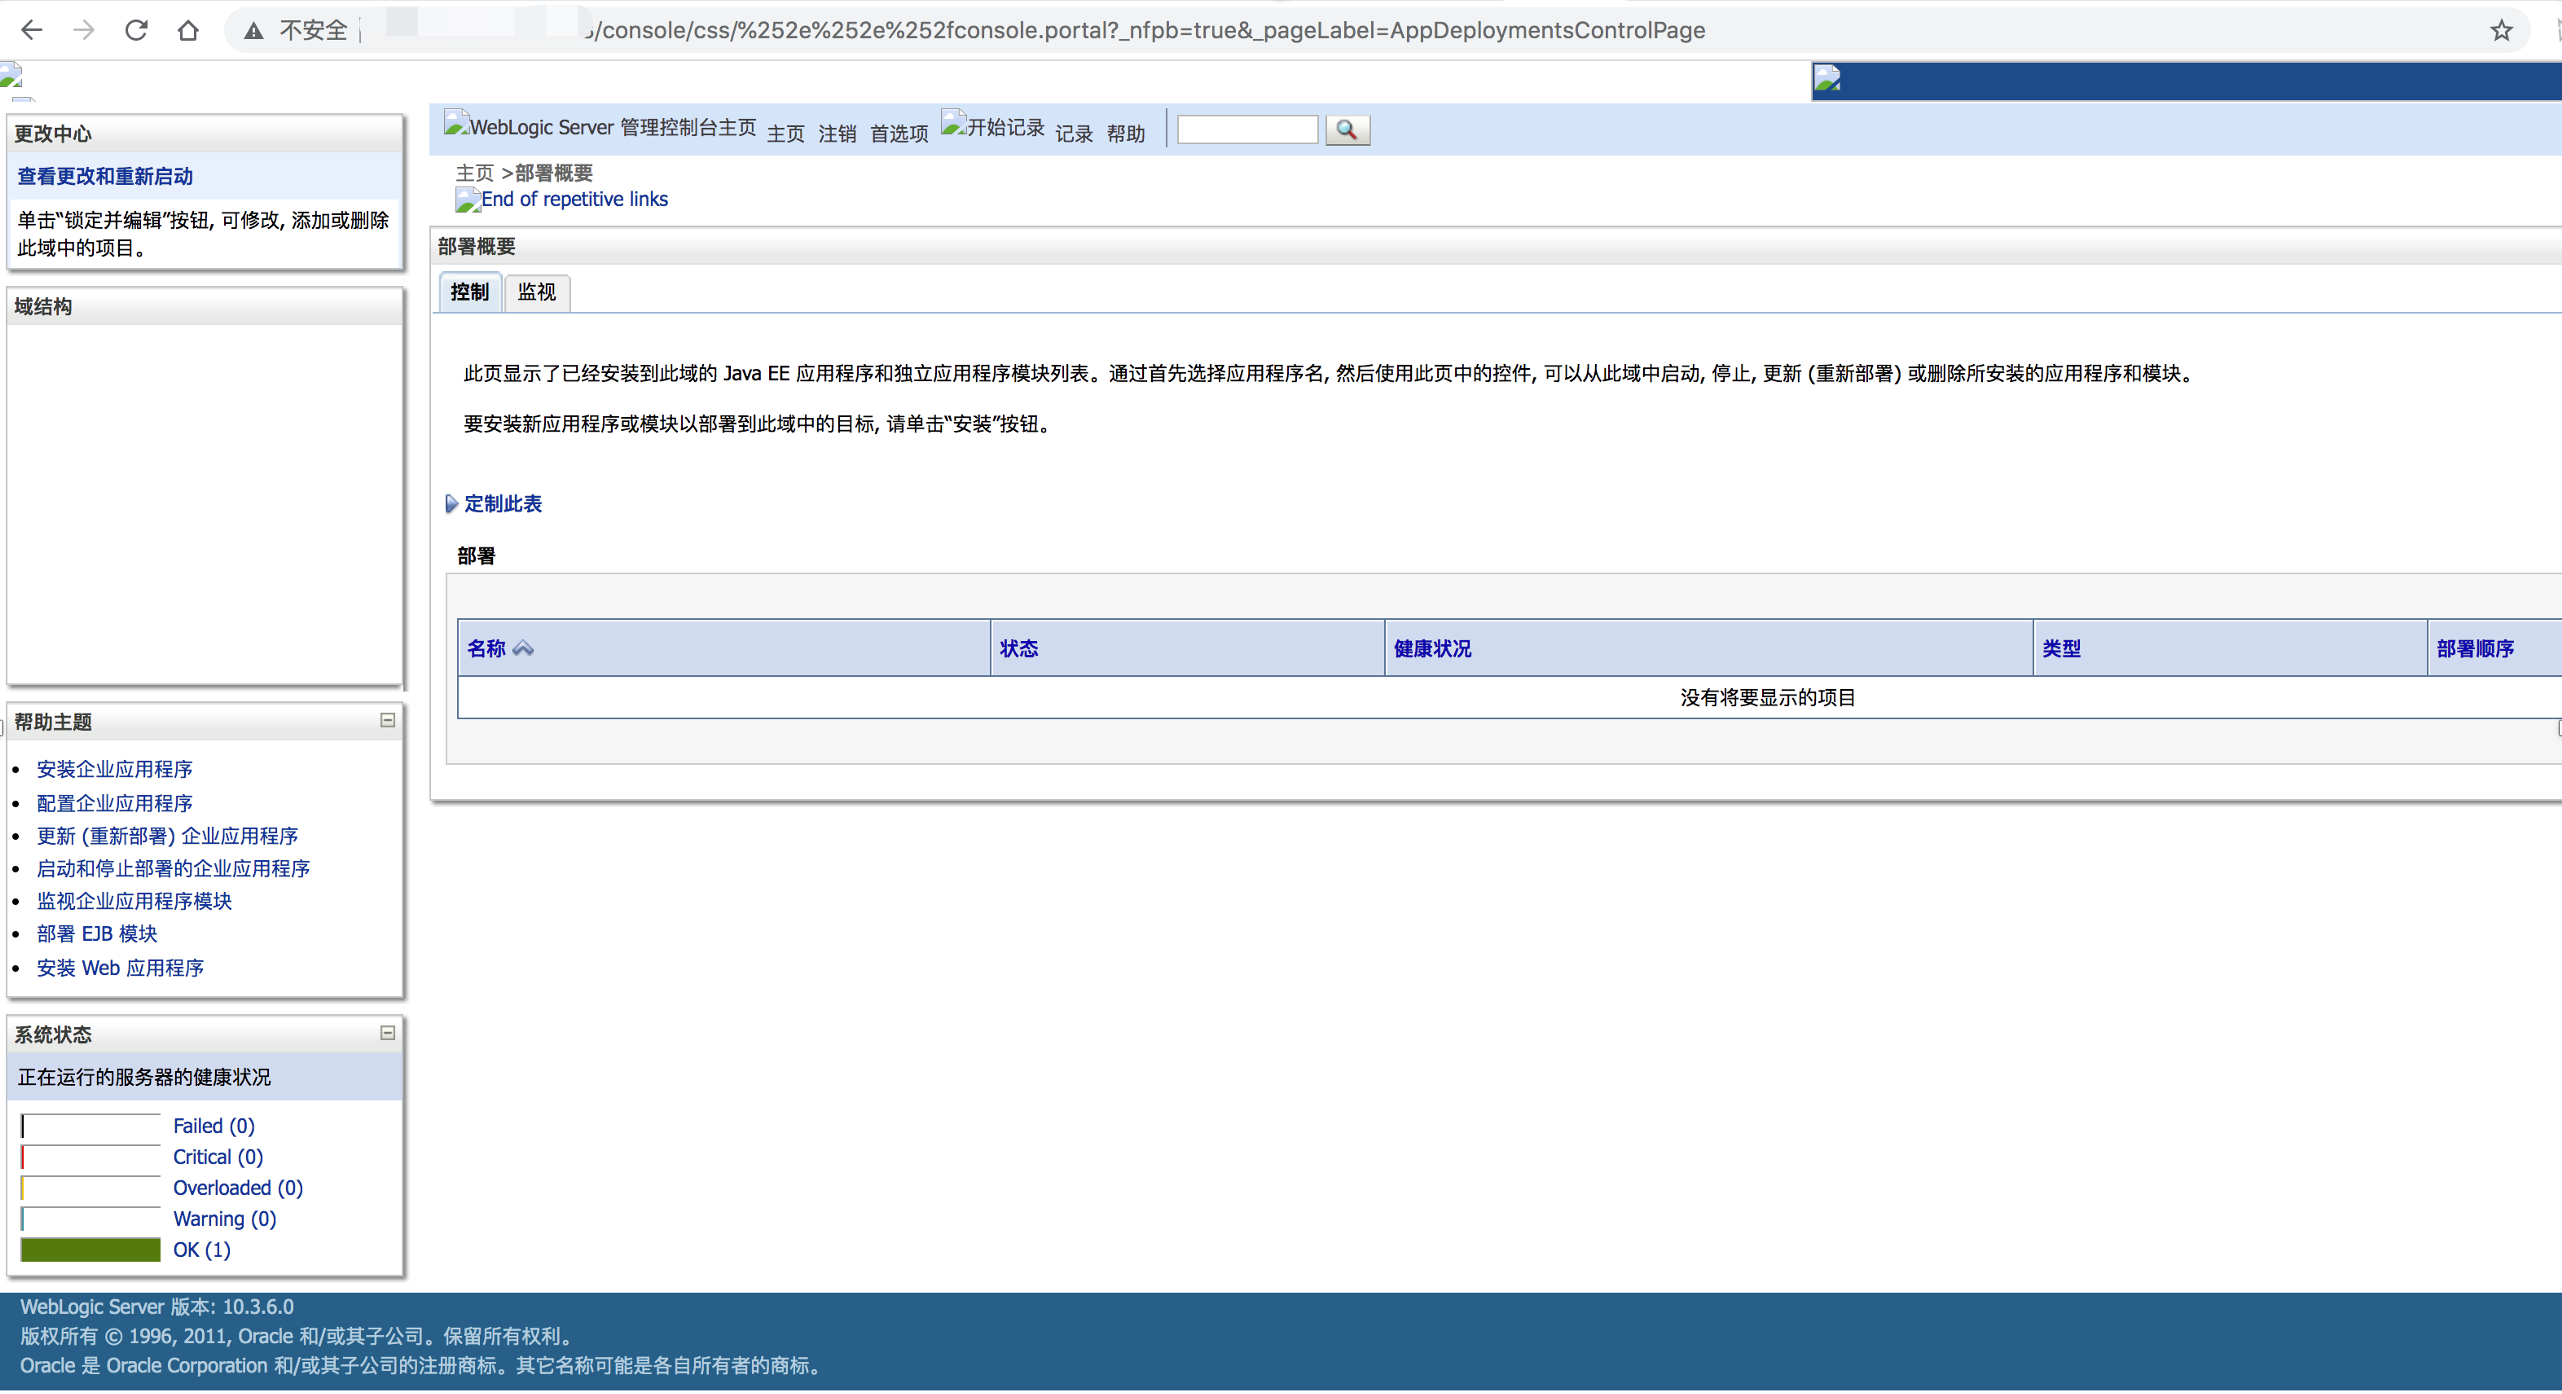 不安全
/console/css/%252e%252e%252fconsole.portal?_nfpb=true&_pageLabel=AppDeploymentsControlPage
更改中心
查看更改和重新启动
单击“锁定并编辑”按钮, 可修改, 添加或删除
此域中的项目。
域结构
帮助主题
安装企业应用程序
配置企业应用程序
更新 (重新部署) 企业应用程序
启动和停止部署的企业应用程序
监视企业应用程序模块
部署 EJB 模块
安装 Web 应用程序
系统状态
正在运行的服务器的健康状况
Failed (0)
Critical (0)
Overloaded (0)
Warning (0)
OK (1)
WebLogic Server 管理控制台主页 主页 注销 首选项 开始记录 记录 帮助
主页 >部署概要
End of repetitive links
部署概要
控制 监视
此页显示了已经安装到此域的 Java EE 应用程序和独立应用程序模块列表。通过首先选择应用程序名, 然后使用此页中的控件, 可以从此域中启动, 停止, 更新 (重新部署) 或删除所安装的应用程序和模块。
要安装新应用程序或模块以部署到此域中的目标, 请单击“安装”按钮。
定制此表
部署
名称 状态 健康状况 类型 部署顺序
没有将要显示的项目
WebLogic Server 版本: 10.3.6.0
版权所有 © 1996, 2011, Oracle 和/或其子公司。保留所有权利。
Oracle 是 Oracle Corporation 和/或其子公司的注册商标。其它名称可能是各自所有者的商标。